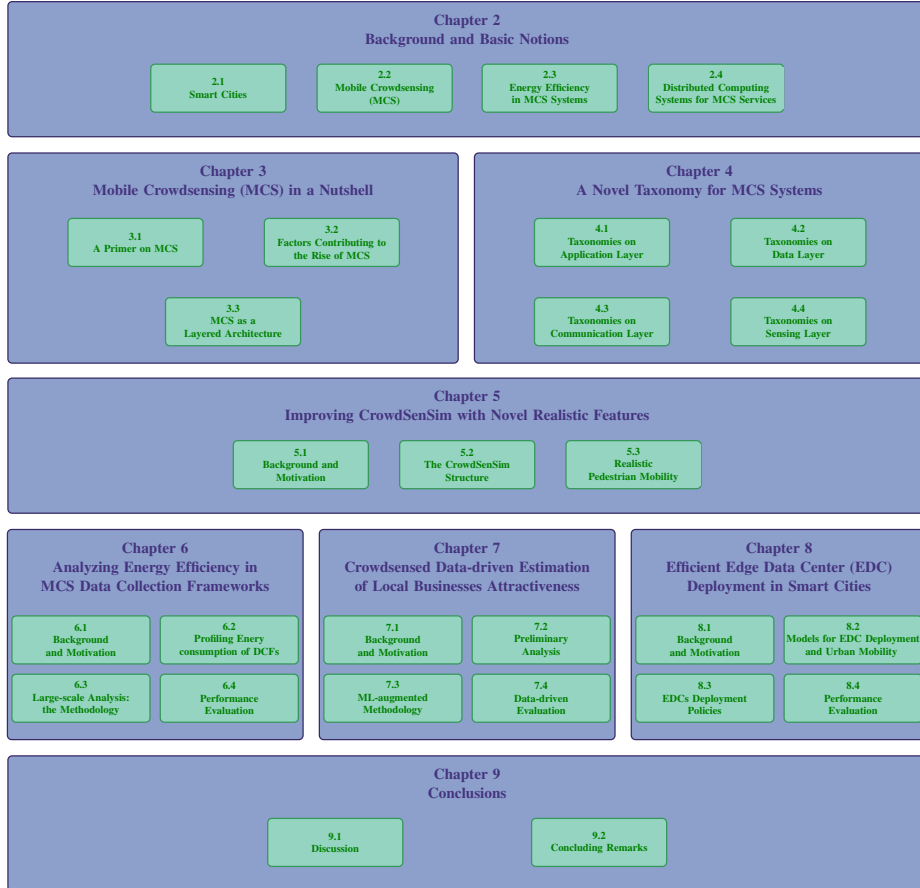 Chapter 2
Background and Basic Notions
2.1
Smart Cities
2.2
Mobile Crowdsensing
(MCS)
2.3
Energy Efficiency
in MCS Systems
2.4
Distributed Computing
Systems for MCS Services
Chapter 3
Mobile Crowdsensing (MCS) in a Nutshell
3.1
A Primer on MCS
3.2
Factors Contributing to
the Rise of MCS
3.3
MCS as a
Layered Architecture
Chapter 4
A Novel Taxonomy for MCS Systems
4.1
Taxonomies on
Application Layer
4.2
Taxonomies on
Data Layer
4.3
Taxonomies on
Communication Layer
4.4
Taxonomies on
Sensing Layer
Chapter 5
Improving CrowdSenSim with Novel Realistic Features
5.1
Background and
Motivation
5.2
The CrowdSenSim
Structure
5.3
Realistic
Pedestrian Mobility
Chapter 6
Analyzing Energy Efficiency in
MCS Data Collection Frameworks
6.1
Background
and Motivation
6.2
Profiling Enery
consumption of DCFs
6.3
Large-scale Analysis:
the Methodology
6.4
Performance
Evaluation
Chapter 7
Crowdsensed Data-driven Estimation
of Local Businesses Attractiveness
7.1
Background
and Motivation
7.2
Preliminary
Analysis
7.3
ML-augmented
Methodology
7.4
Data-driven
Evaluation
Chapter 8
Efficient Edge Data Center (EDC)
Deployment in Smart Cities
8.1
Background
and Motivation
8.2
Models for EDC Deployment
and Urban Mobility
8.3
EDCs Deployment
Policies
8.4
Performance
Evaluation
Chapter 9
Conclusions
9.1
Discussion
9.2
Concluding Remarks